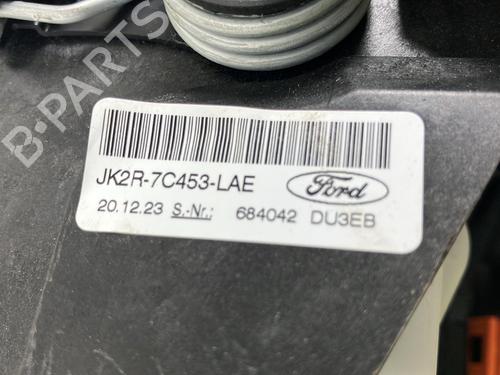 B-PARTS
JK2R-7C453-LAE
Ford
20.12.23 S.-Nr.: 684042 DU3EB